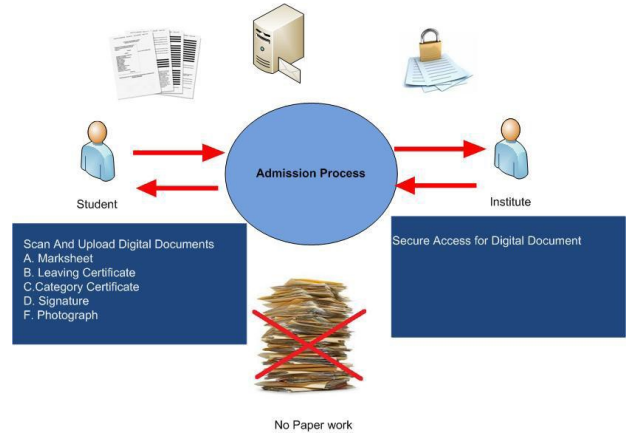 Admission Process
Student
Institute
Scan And Upload Digital Documents
A. Marksheet
B. Leaving Certificate
C.Category Certificate
D. Signature
F. Photograph
Secure Access for Digital Document
No Paper work